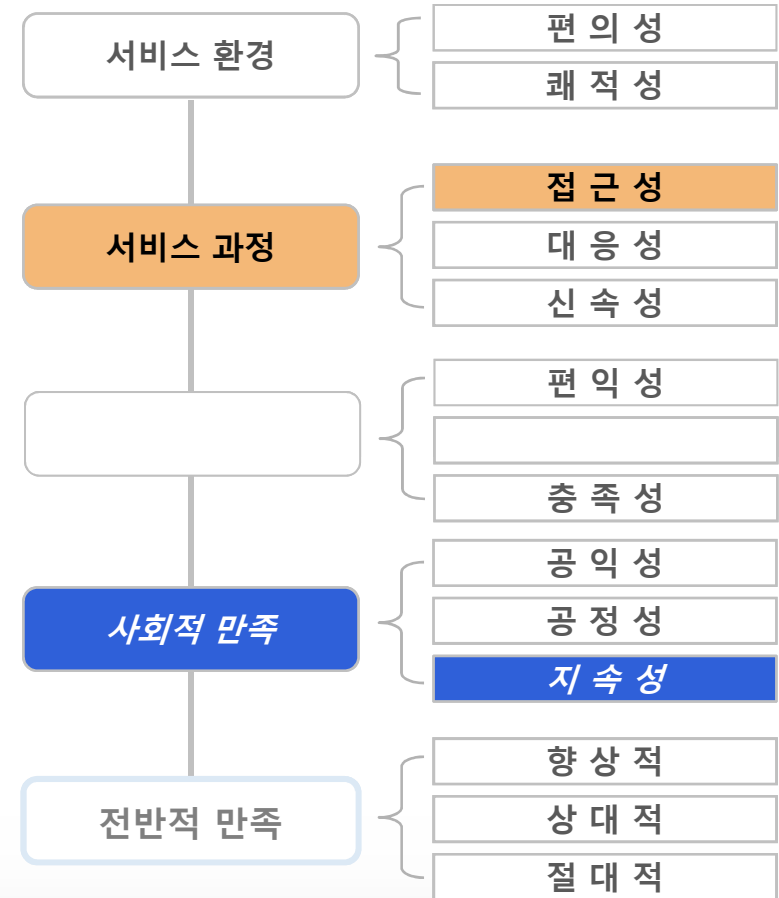 서비스 환경
편 의 성
쾌 적 성
서비스 과정
접 근 성
대 응 성
신 속 성
편 익 성
충 족 성
사회적 만족
공 익 성
공 정 성
지 속 성
전반적 만족
향 상 적
상 대 적
절 대 적